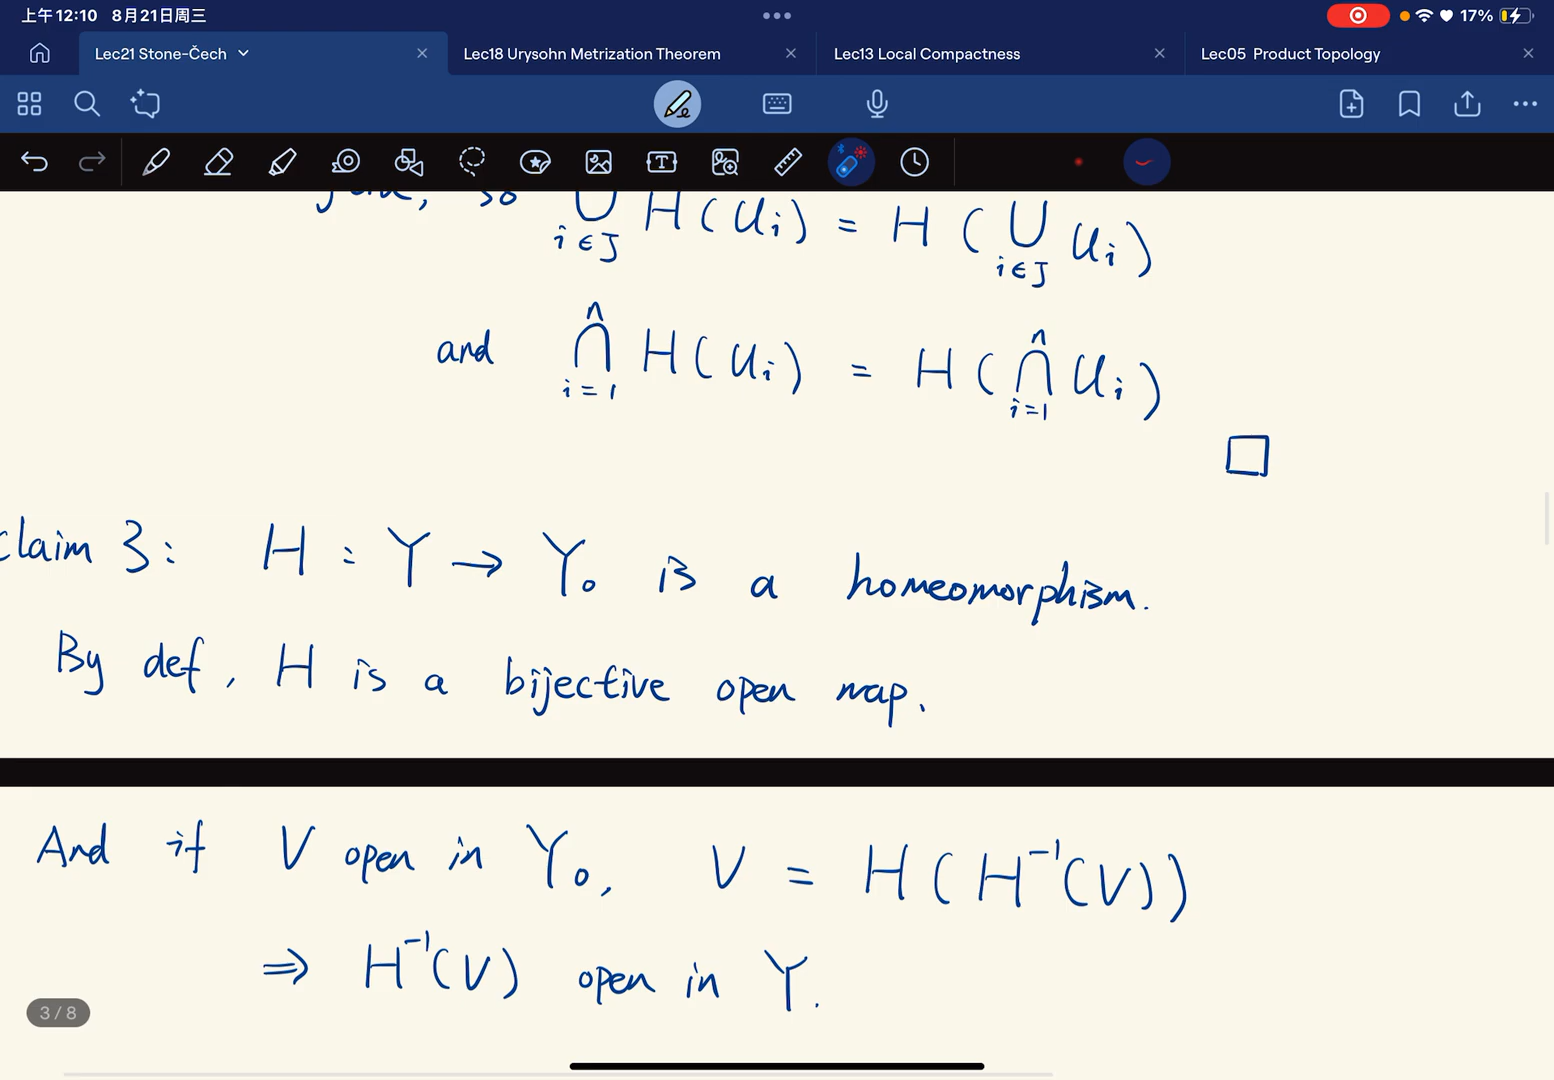 上午12:10 8月21日周三
17%
Lec21 Stone-Čech
Lec18 Urysohn Metrization Theorem
Lec13 Local Compactness
Lec05 Product Topology
so ⋃_{i∈J} H(U_i) = H(⋃_{i∈J} U_i)
and ⋂_{i=1}^{n} H(U_i) = H(⋂_{i=1}^{n} U_i)
□
Claim 3: H : Y → Y₀ is a homeomorphism.
By def, H is a bijective open map.
And if V open in Y₀, V = H(H⁻¹(V))
⇒ H⁻¹(V) open in Y.
3 / 8